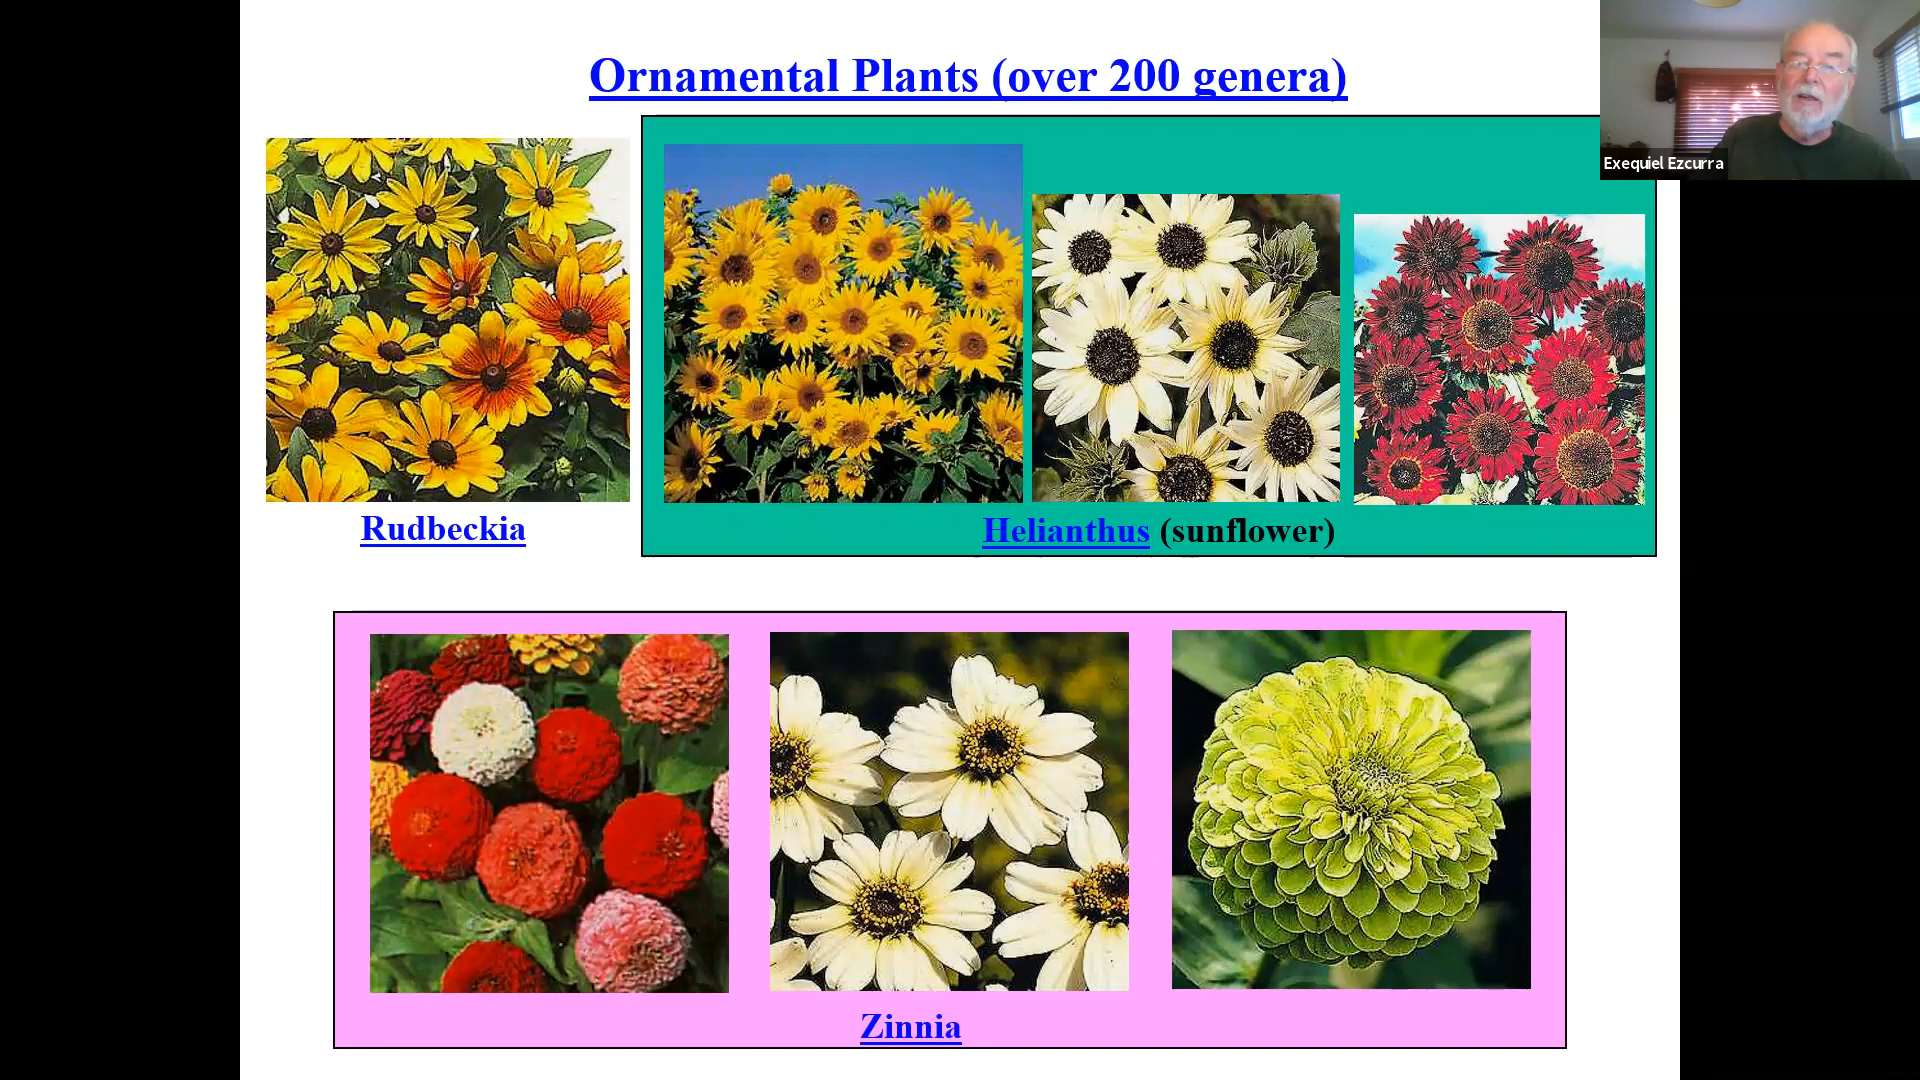 Ornamental Plants (over 200 genera)
Exequiel Ezcurra
Rudbeckia
Helianthus (sunflower)
Zinnia